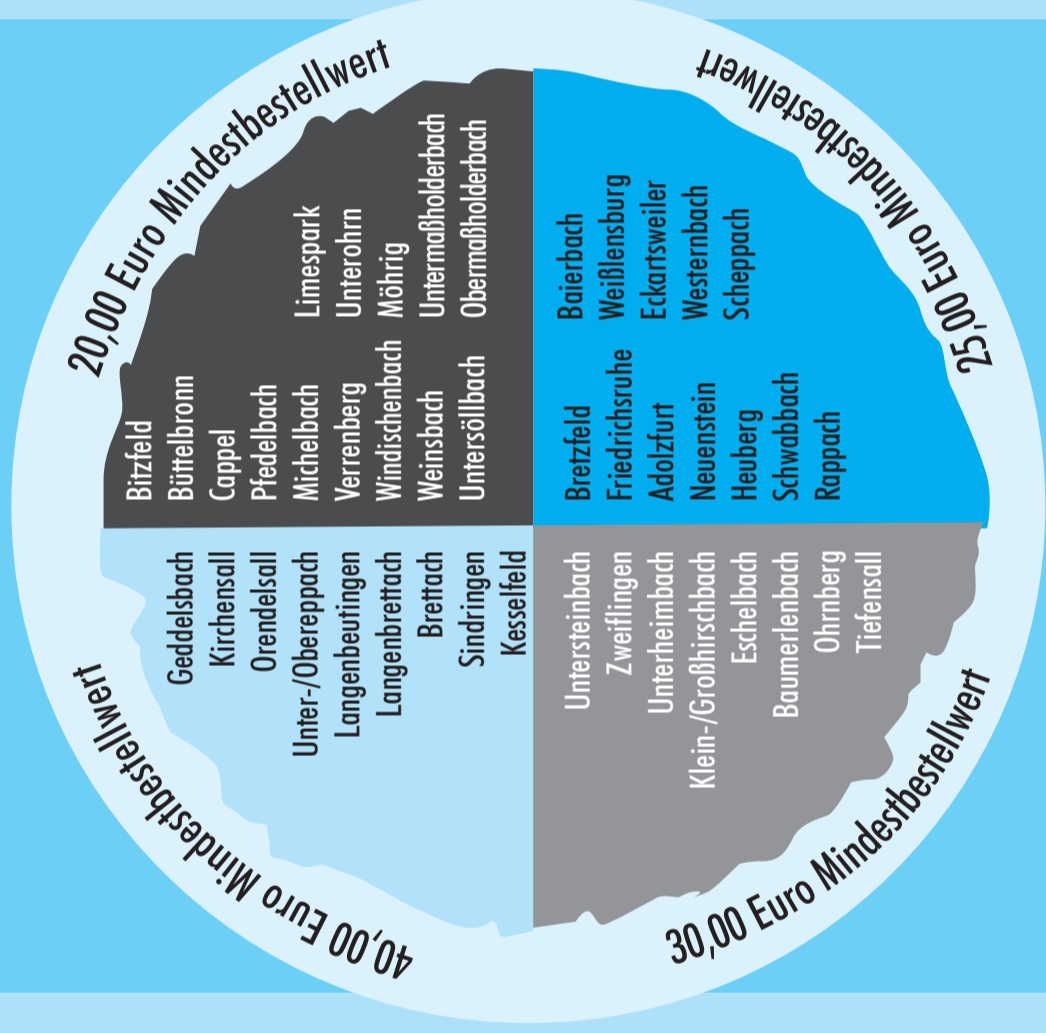 20,00 Euro Mindestbestellwert
Bitzfeld
Büttelbronn
Cappel
Pfedelbach
Michelbach
Verrenberg
Windischenbach
Weinsbach
Untersöllbach
Limespark
Unterohrn
Möhrig
Untermaßholderbach
Obermaßholderbach
25,00 Euro Mindestbestellwert
Bretzfeld
Friedrichsruhe
Adolzfurt
Neuenstein
Heuberg
Schwabbach
Rappach
Baierbach
Weißlensburg
Eckartsweiler
Westernbach
Scheppach
40,00 Euro Mindestbestellwert
Geddelsbach
Kirchensall
Orendelsall
Unter-/Obereppach
Langenbeutingen
Langenbrettach
Brettach
Sindringen
Kesselfeld
30,00 Euro Mindestbestellwert
Untersteinbach
Zweiflingen
Unterheimbach
Klein-/Großhirschbach
Eschelbach
Baumerlenbach
Ohrnberg
Tiefensall